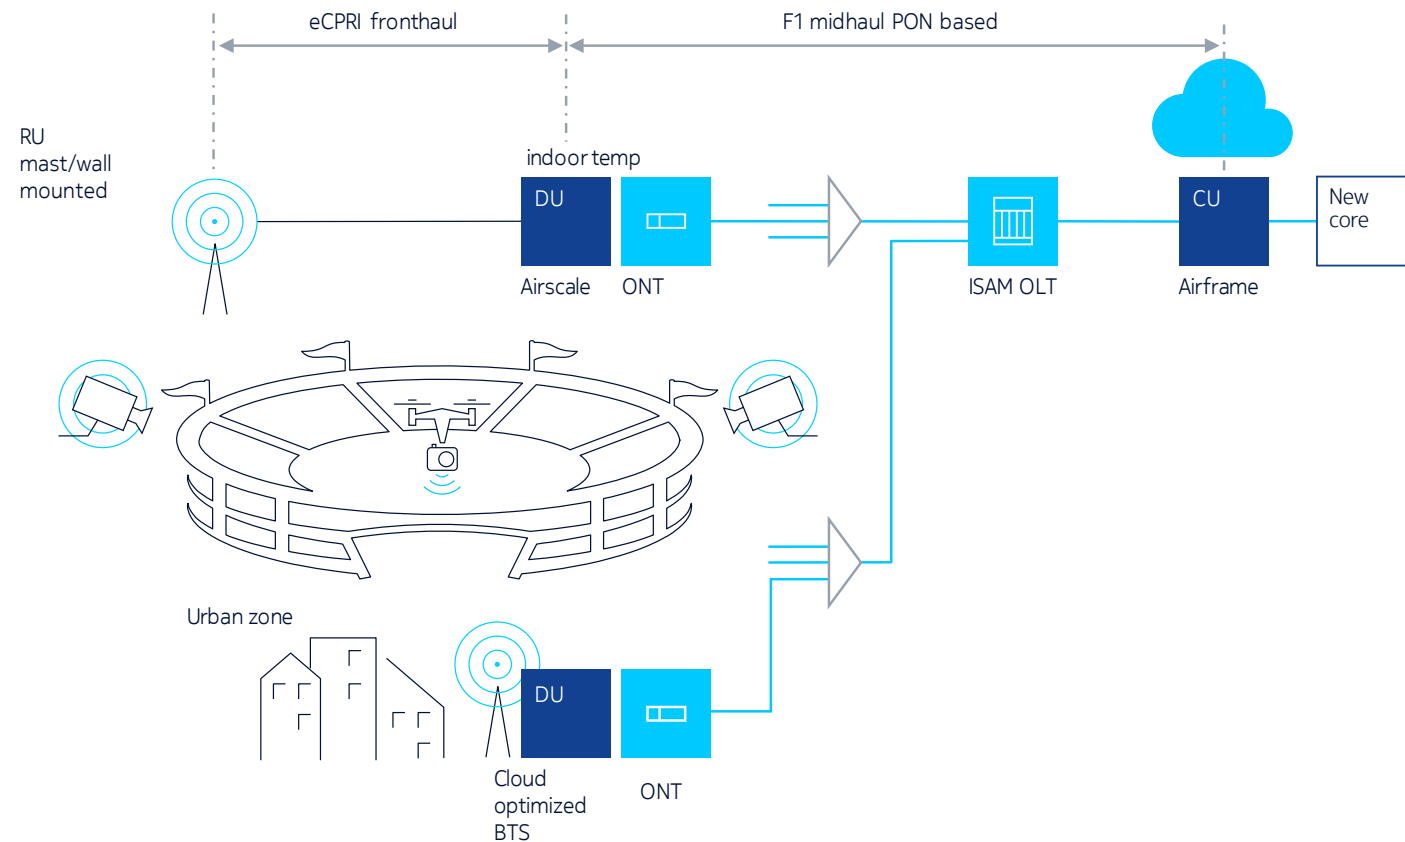 eCPRI fronthaul
F1 midhaul PON based
RU
mast/wall
mounted
indoor temp
DU
CU
New
core
Airscale
ONT
ISAM OLT
Airframe
Urban zone
DU
Cloud
optimized
BTS
ONT